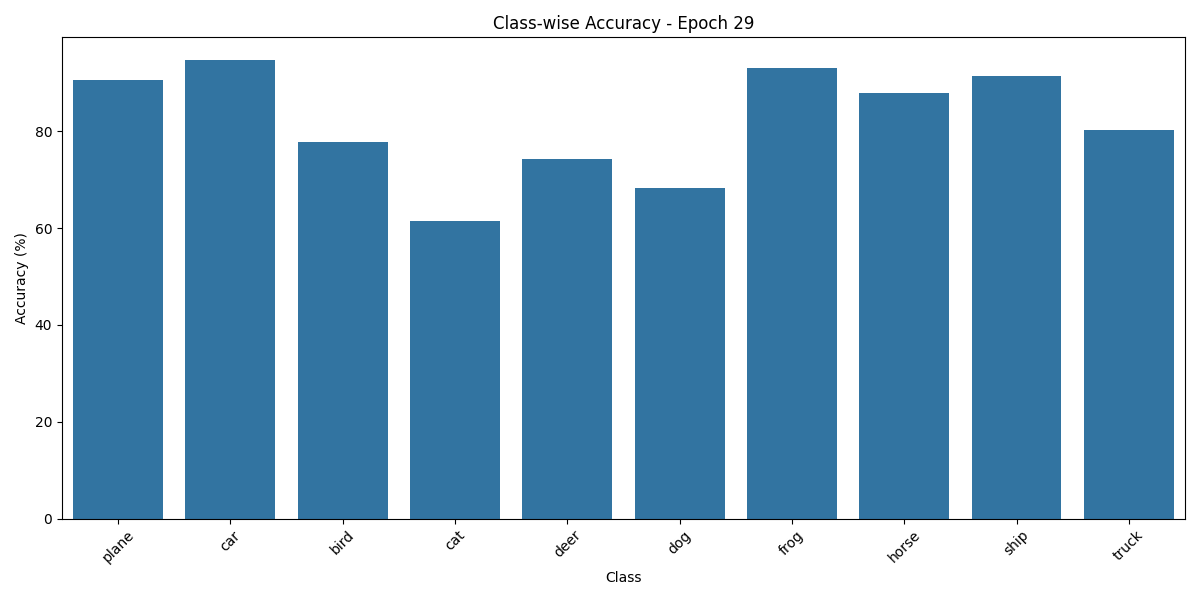 Class-wise Accuracy - Epoch 29
Accuracy (%)
80
60
40
20
0
plane
car
bird
cat
deer
dog
frog
horse
ship
truck
Class